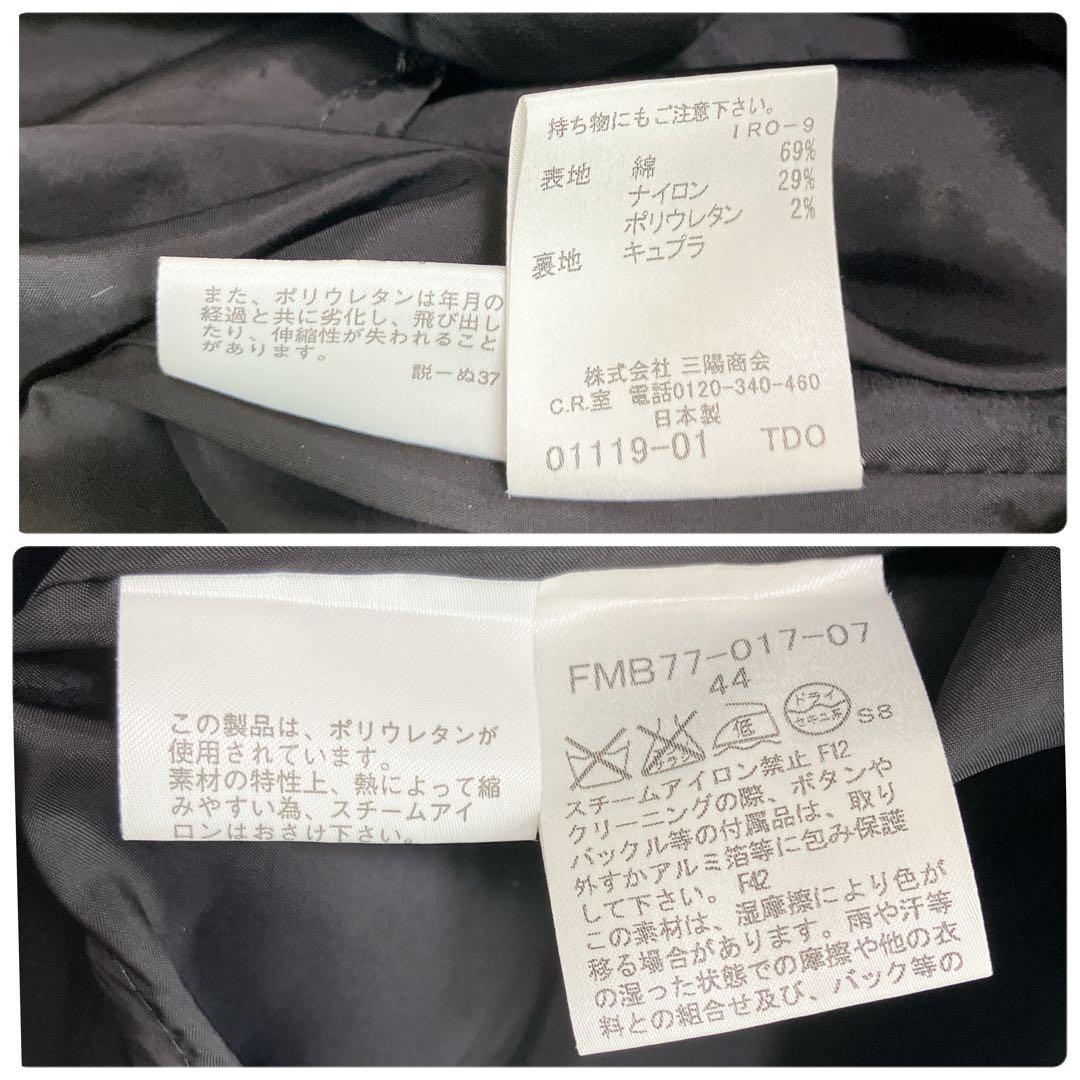 持ち物にもご注意下さい。
IRO-9
表地 綿 69%
ナイロン 29%
ポリウレタン 2%
裏地 キュプラ
株式会社 三陽商会
C.R.室 電話0120-340-460
日本製
01119-01 TDO
また、ポリウレタンは年月の
経過と共に劣化し、飛び出し
たり、伸縮性が失われること
があります。
説ーぬ37
この製品は、ポリウレタンが
使用されています。
素材の特性上、熱によって縮
みやすい為、スチームアイ
ロンはおさけ下さい。
FMB77-017-07
44
エンソ
サラシ
低
ドライ
セキユ系
S8
スチームアイロン禁止 F12
クリーニングの際、ボタンや
バックル等の付属品は、取り
外すかアルミ箔等に包み保護
して下さい。 F42
この素材は、湿摩擦により色が
移る場合があります。雨や汗等
の湿った状態での摩擦や他の衣
料との組合せ及び、バック等の